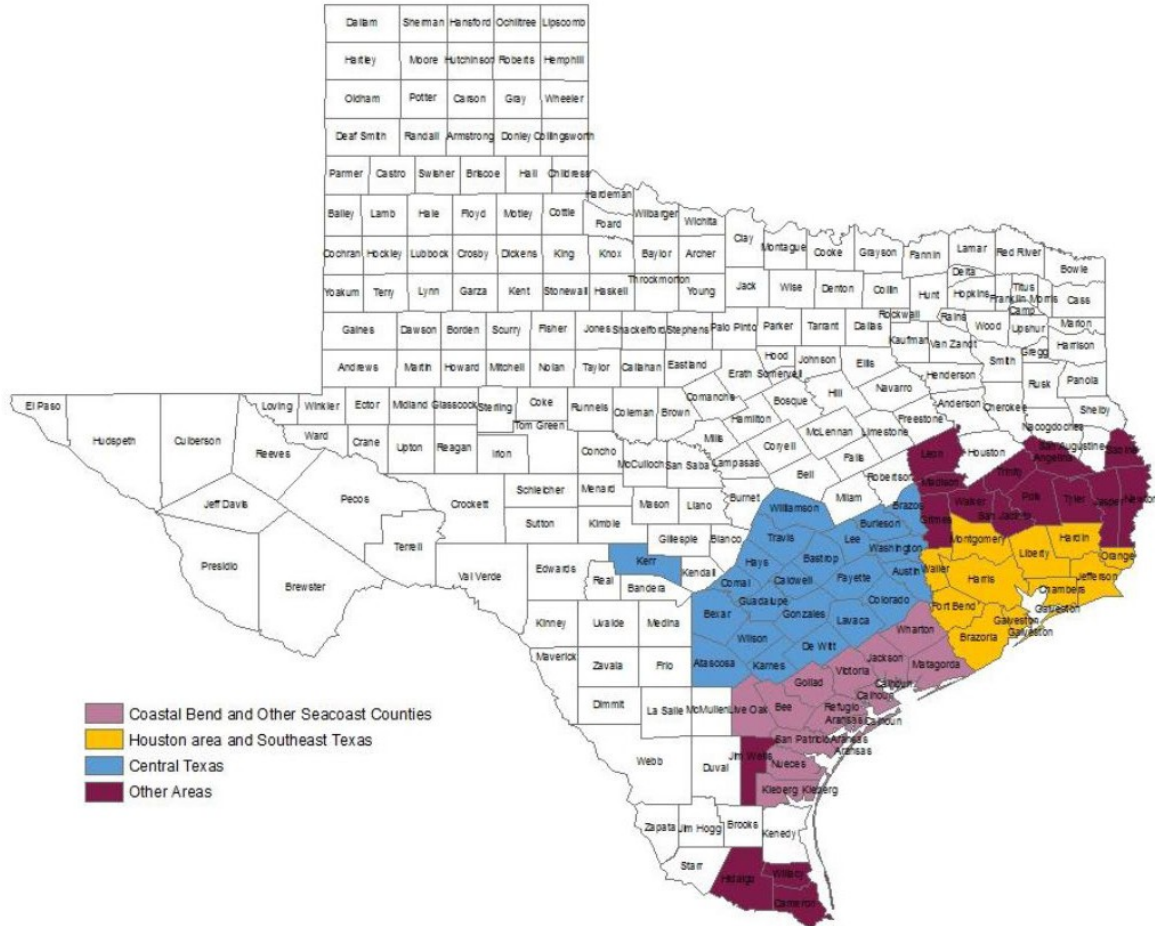 Dallam Sherman Hansford Ochiltree Lipscomb
Hartley Moore Hutchinson Roberts Hemphill
Oldham Potter Carson Gray Wheeler
Deaf Smith Randall Armstrong Donley Collingsworth
Parmer Castro Swisher Briscoe Hall Childress
Hardeman
Bailey Lamb Hale Floyd Motley Cottle Foard Wilbarger Wichita
Clay Montague Cooke Grayson Fannin Lamar Red River
Bowie
Cochran Hockley Lubbock Crosby Dickens King Knox Baylor Archer
Delta
Yoakum Terry Lynn Garza Kent Stonewall Haskell Throckmorton Young Jack Wise Denton Collin Hunt Hopkins Titus
Franklin Morris Cass
Camp
Rockwall Rains
Gaines Dawson Borden Scurry Fisher Jones Shackelford Stephens Palo Pinto Parker Tarrant Dallas Kaufman Van Zandt Wood Upshur Marion
Gregg Harrison
Andrews Martin Howard Mitchell Nolan Taylor Callahan Eastland Erath Hood Somervell Johnson Ellis Henderson Smith Rusk Panola
El Paso Hudspeth Culberson Loving Winkler Ector Midland Glasscock Sterling Coke Runnels Coleman Brown Comanche Hamilton Bosque Hill Navarro Freestone Anderson Cherokee Shelby
Nacogdoches
San Augustine
Reeves Ward Crane Upton Reagan Irion Tom Green Concho McCulloch San Saba Mills Lampasas Coryell McLennan Limestone Falls Bell Leon Houston Angelina Sabine
Jeff Davis Pecos Crockett Schleicher Menard Mason Llano Burnet Milam Robertson Madison Trinity
Walker Polk Tyler Jasper Newton
San Jacinto
Grimes
Presidio Brewster Terrell Val Verde Sutton Kimble Gillespie Blanco Williamson Travis Burleson Brazos
Lee Washington Montgomery Liberty Hardin Orange
Edwards Kerr Real Bandera Kendall Hays Bastrop Austin Waller Harris Jefferson
Chambers
Comal Caldwell Fayette
Kinney Uvalde Medina Bexar Guadalupe Gonzales Colorado Fort Bend Galveston
Galveston
Galveston
Wilson Lavaca Wharton Brazoria
Maverick Zavala Frio Atascosa Karnes De Witt Jackson Matagorda
Victoria
Goliad Calhoun
Calhoun
Calhoun
Dimmit La Salle McMullen Live Oak Bee Refugio
Aransas
Aransas
Aransas
San Patricio
Webb Duval Jim Wells Nueces
Kleberg Kleberg
Zapata Jim Hogg Brooks Kenedy
Starr Hidalgo Willacy
Cameron
Coastal Bend and Other Seacoast Counties
Houston area and Southeast Texas
Central Texas
Other Areas